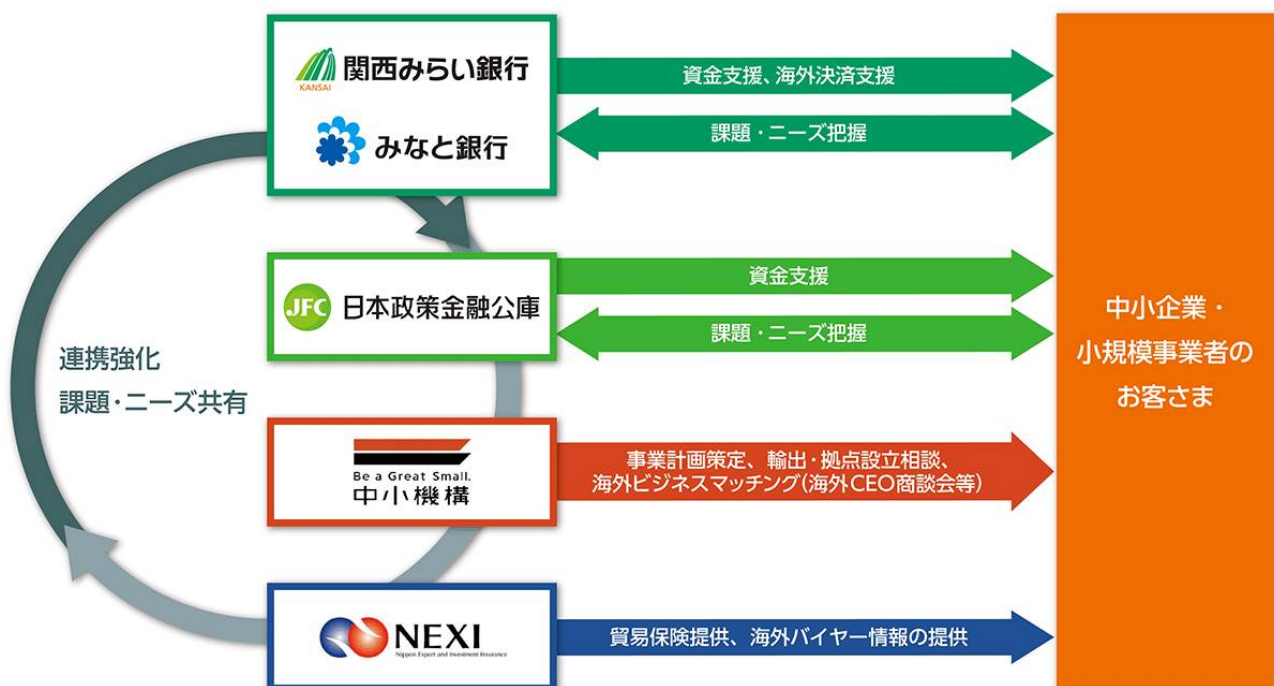 関西みらい銀行
KANSAI
みなと銀行
資金支援、海外決済支援
課題・ニーズ把握
JFC 日本政策金融公庫
資金支援
課題・ニーズ把握
連携強化
課題・ニーズ共有
Be a Great Small.
中小機構
事業計画策定、輸出・拠点設立相談、
海外ビジネスマッチング(海外CEO商談会等)
NEXI
Nippon Export and Investment Insurance
貿易保険提供、海外バイヤー情報の提供
中小企業・
小規模事業者の
お客さま